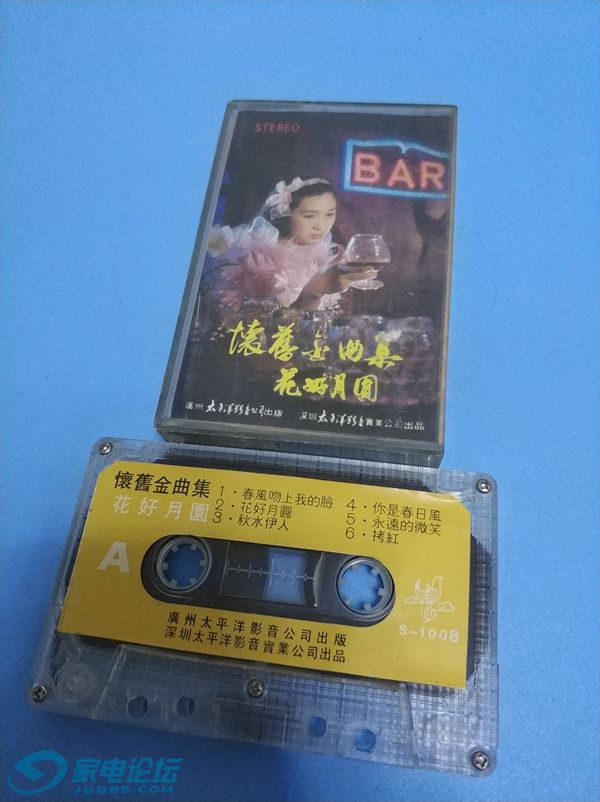 STEREO
BAR
懷舊金曲集
花好月圓
廣州太平洋影音公司出版 深圳太平洋影音實業公司出品
懷舊金曲集
花好月園
A
1·春風吻上我的臉
2·花好月圓
3·秋水伊人
4·你是春日風
5·永遠的微笑
6·拷紅
S-1008
廣州太平洋影音公司出版
深圳太平洋影音實業公司出品
家电论坛
JDBBS.COM